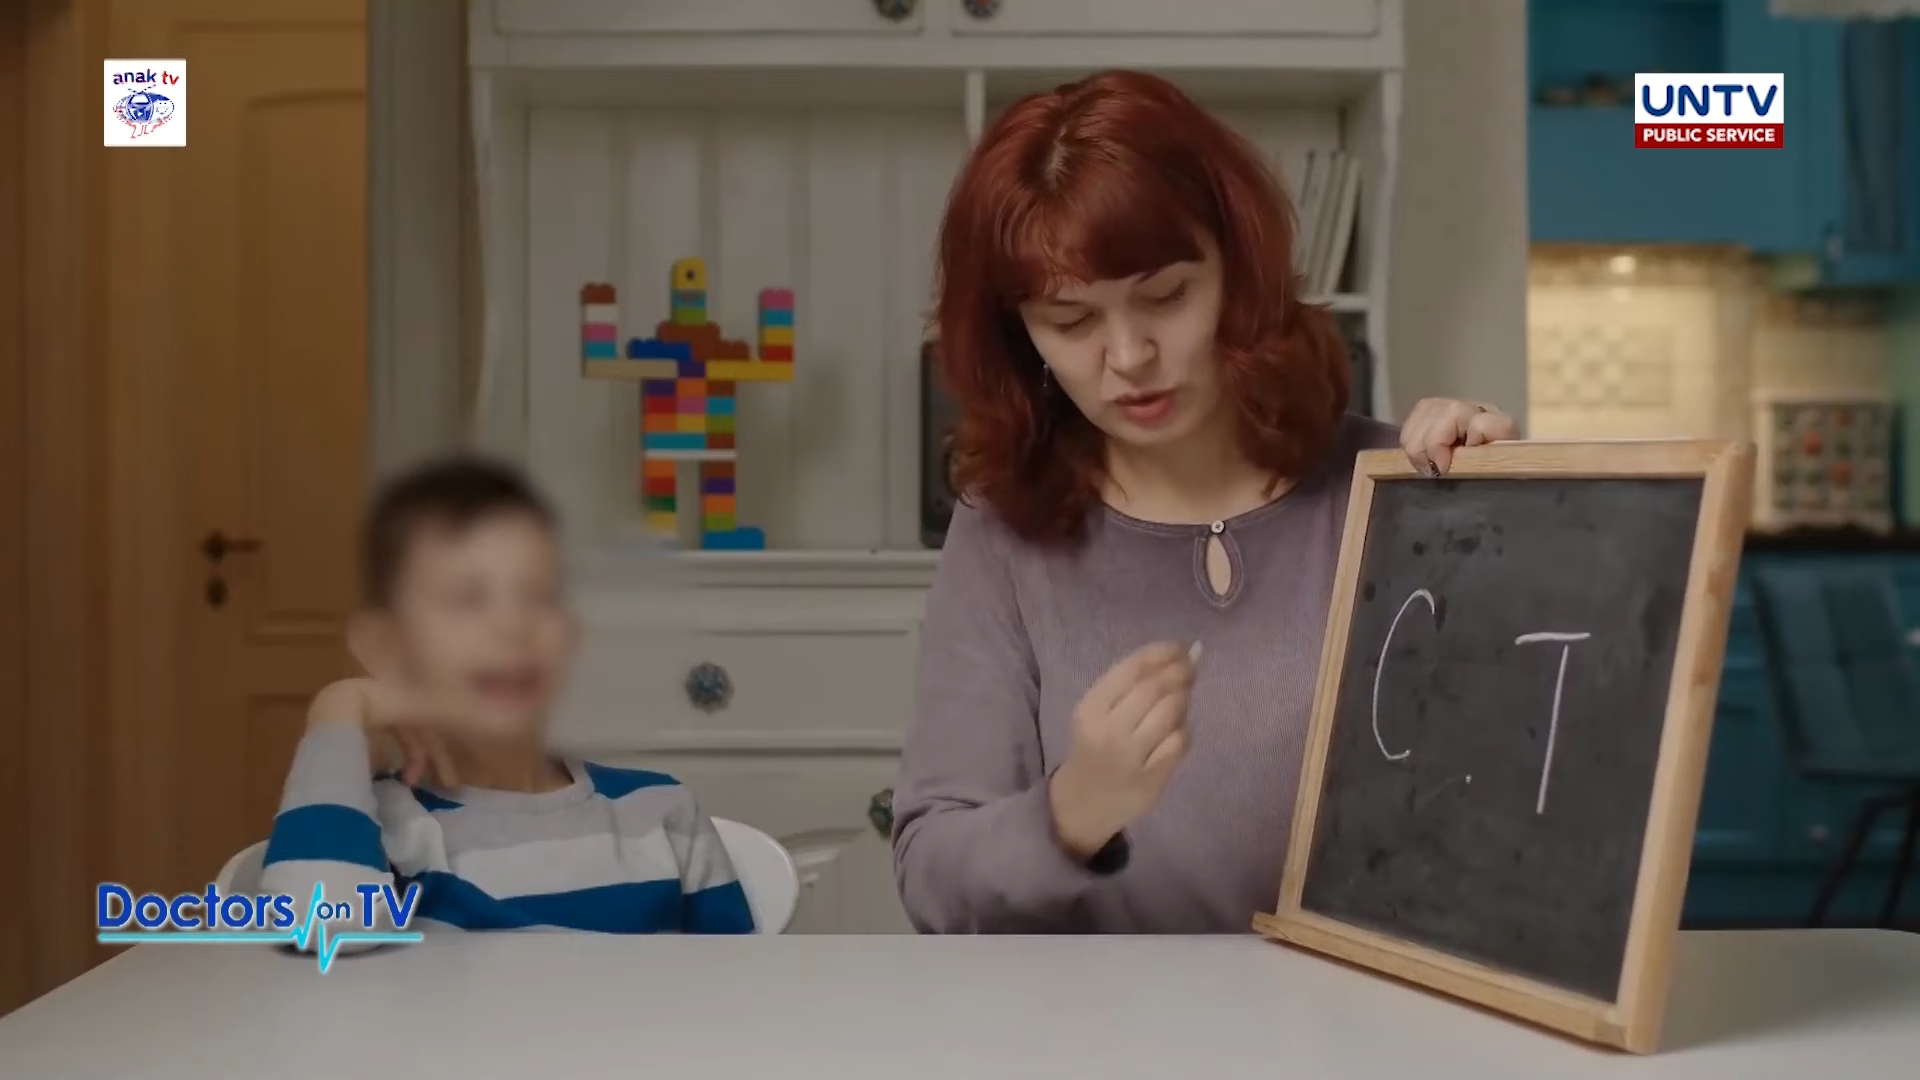 anak tv
UNTV
PUBLIC SERVICE
C T
Doctors on TV